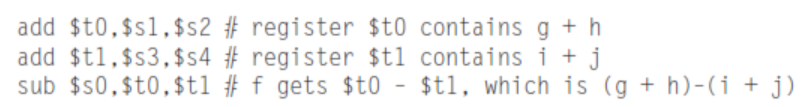 add $t0,$s1,$s2 # register $t0 contains g + h
add $t1,$s3,$s4 # register $t1 contains i + j
sub $s0,$t0,$t1 # f gets $t0 - $t1, which is (g + h)-(i + j)